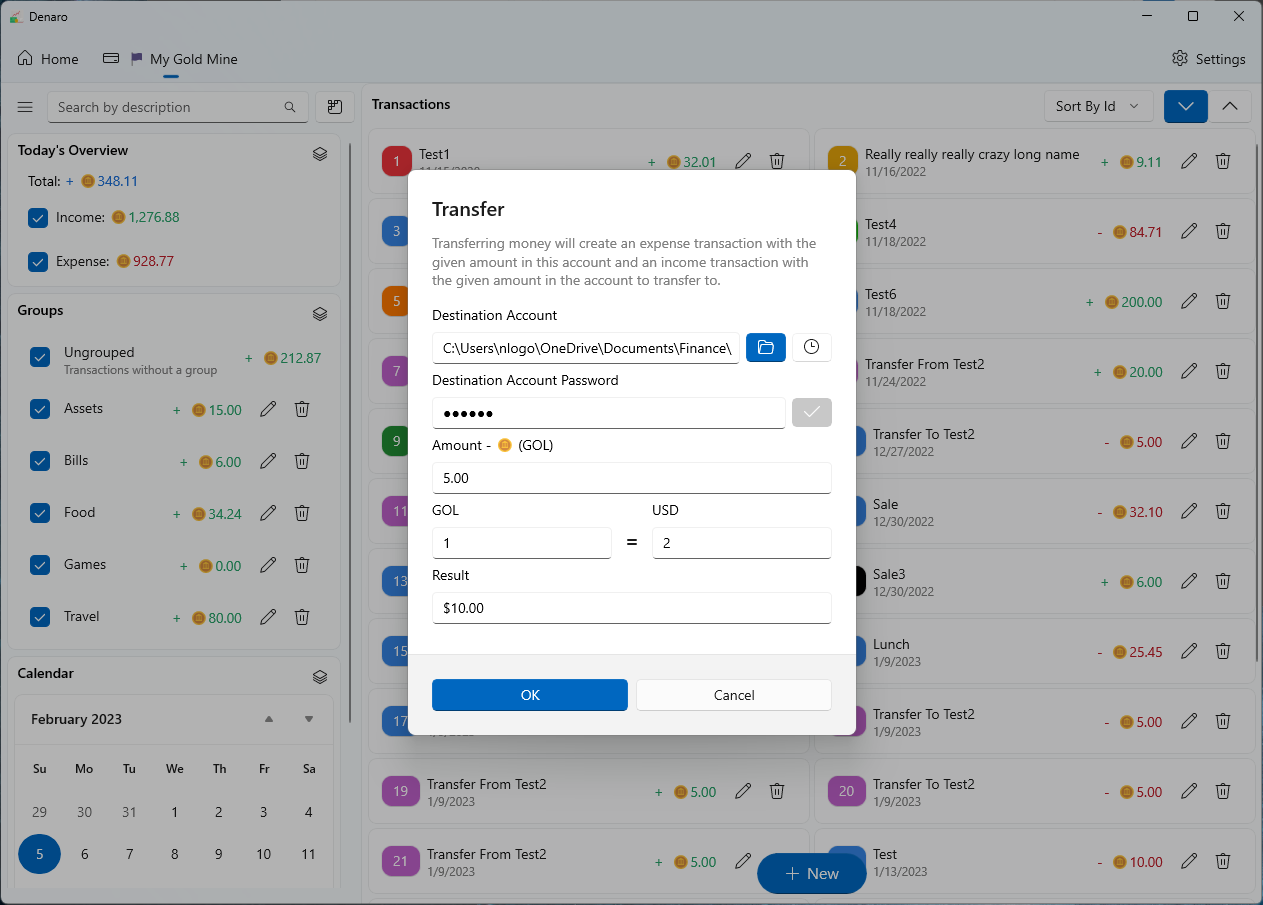 Denaro
Home
My Gold Mine
Settings
Search by description
Today's Overview
Total: + 348.11
Income: 1,276.88
Expense: 928.77
Groups
Ungrouped
Transactions without a group
+ 212.87
Assets + 15.00
Bills + 6.00
Food + 34.24
Games + 0.00
Travel + 80.00
Calendar
February 2023
Su Mo Tu We Th Fr Sa
29 30 31 1 2 3 4
5 6 7 8 9 10 11
Transactions
Sort By Id
1 Test1 + 32.01
2 Really really really crazy long name + 9.11
11/16/2022
3
Test4 - 84.71
11/18/2022
5
Test6 + 200.00
11/18/2022
7
Transfer From Test2 + 20.00
11/24/2022
9
Transfer To Test2 - 5.00
12/27/2022
11
Sale - 32.10
12/30/2022
13
Sale3 + 6.00
12/30/2022
15
Lunch - 25.45
1/9/2023
17
Transfer To Test2 - 5.00
1/9/2023
19 Transfer From Test2 + 5.00
1/9/2023
20 Transfer To Test2 - 5.00
1/9/2023
21 Transfer From Test2 + 5.00
1/9/2023
Test - 10.00
1/13/2023
New
Transfer
Transferring money will create an expense transaction with the
given amount in this account and an income transaction with
the given amount in the account to transfer to.
Destination Account
C:\Users\nlogo\OneDrive\Documents\Finance\
Destination Account Password
●●●●●●
Amount - (GOL)
5.00
GOL USD
1 = 2
Result
$10.00
OK
Cancel